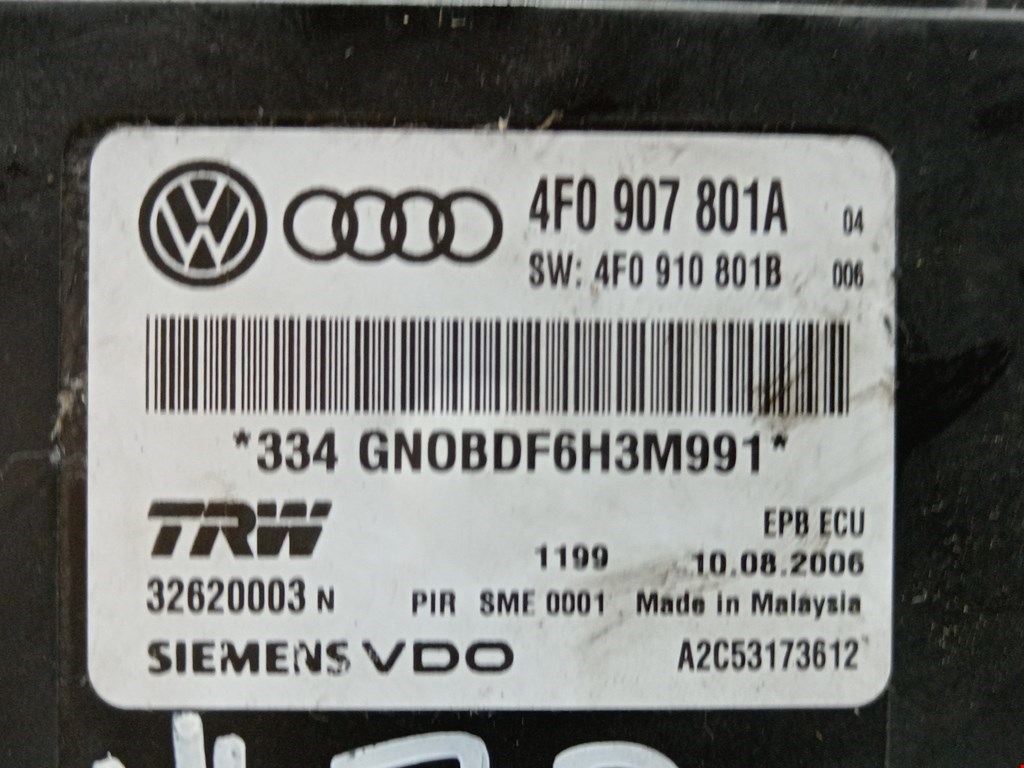 4F0 907 801A 04
SW: 4F0 910 801B 006
*334 GNOBDF6H3M991*
TRW
EPB ECU
1199 10.08.2006
32620003 N PIR SME 0001 Made in Malaysia
SIEMENS VDO A2C53173612